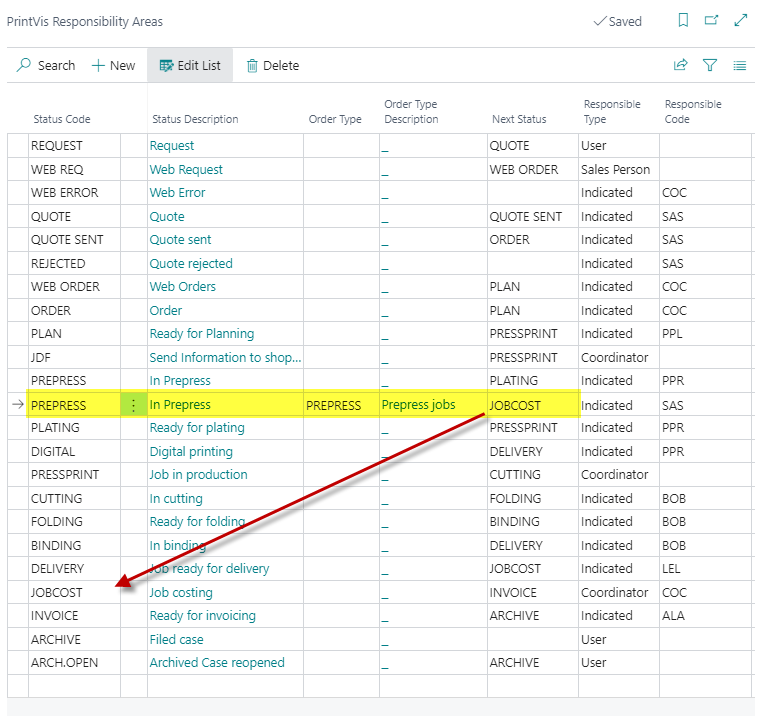 PrintVis Responsibility Areas
Saved
Search
New
Edit List
Delete
Status Code Status Description Order Type Order Type Description Next Status Responsible Type Responsible Code
REQUEST Request _ QUOTE User
WEB REQ Web Request _ WEB ORDER Sales Person
WEB ERROR Web Error _ Indicated COC
QUOTE Quote _ QUOTE SENT Indicated SAS
QUOTE SENT Quote sent _ ORDER Indicated SAS
REJECTED Quote rejected _ Indicated SAS
WEB ORDER Web Orders _ PLAN Indicated COC
ORDER Order _ PLAN Indicated COC
PLAN Ready for Planning _ PRESSPRINT Indicated PPL
JDF Send Information to shop... _ PRESSPRINT Coordinator
PREPRESS In Prepress _ PLATING Indicated PPR
PREPRESS In Prepress PREPRESS Prepress jobs JOBCOST Indicated SAS
PLATING Ready for plating _ PRESSPRINT Indicated PPR
DIGITAL Digital printing _ DELIVERY Indicated PPR
PRESSPRINT Job in production _ CUTTING Coordinator
CUTTING In cutting _ FOLDING Indicated BOB
FOLDING Ready for folding _ BINDING Indicated BOB
BINDING In binding _ DELIVERY Indicated BOB
DELIVERY Job ready for delivery _ JOBCOST Indicated LEL
JOBCOST Job costing _ INVOICE Coordinator COC
INVOICE Ready for invoicing _ ARCHIVE Indicated ALA
ARCHIVE Filed case _ User
ARCH.OPEN Archived Case reopened _ ARCHIVE User